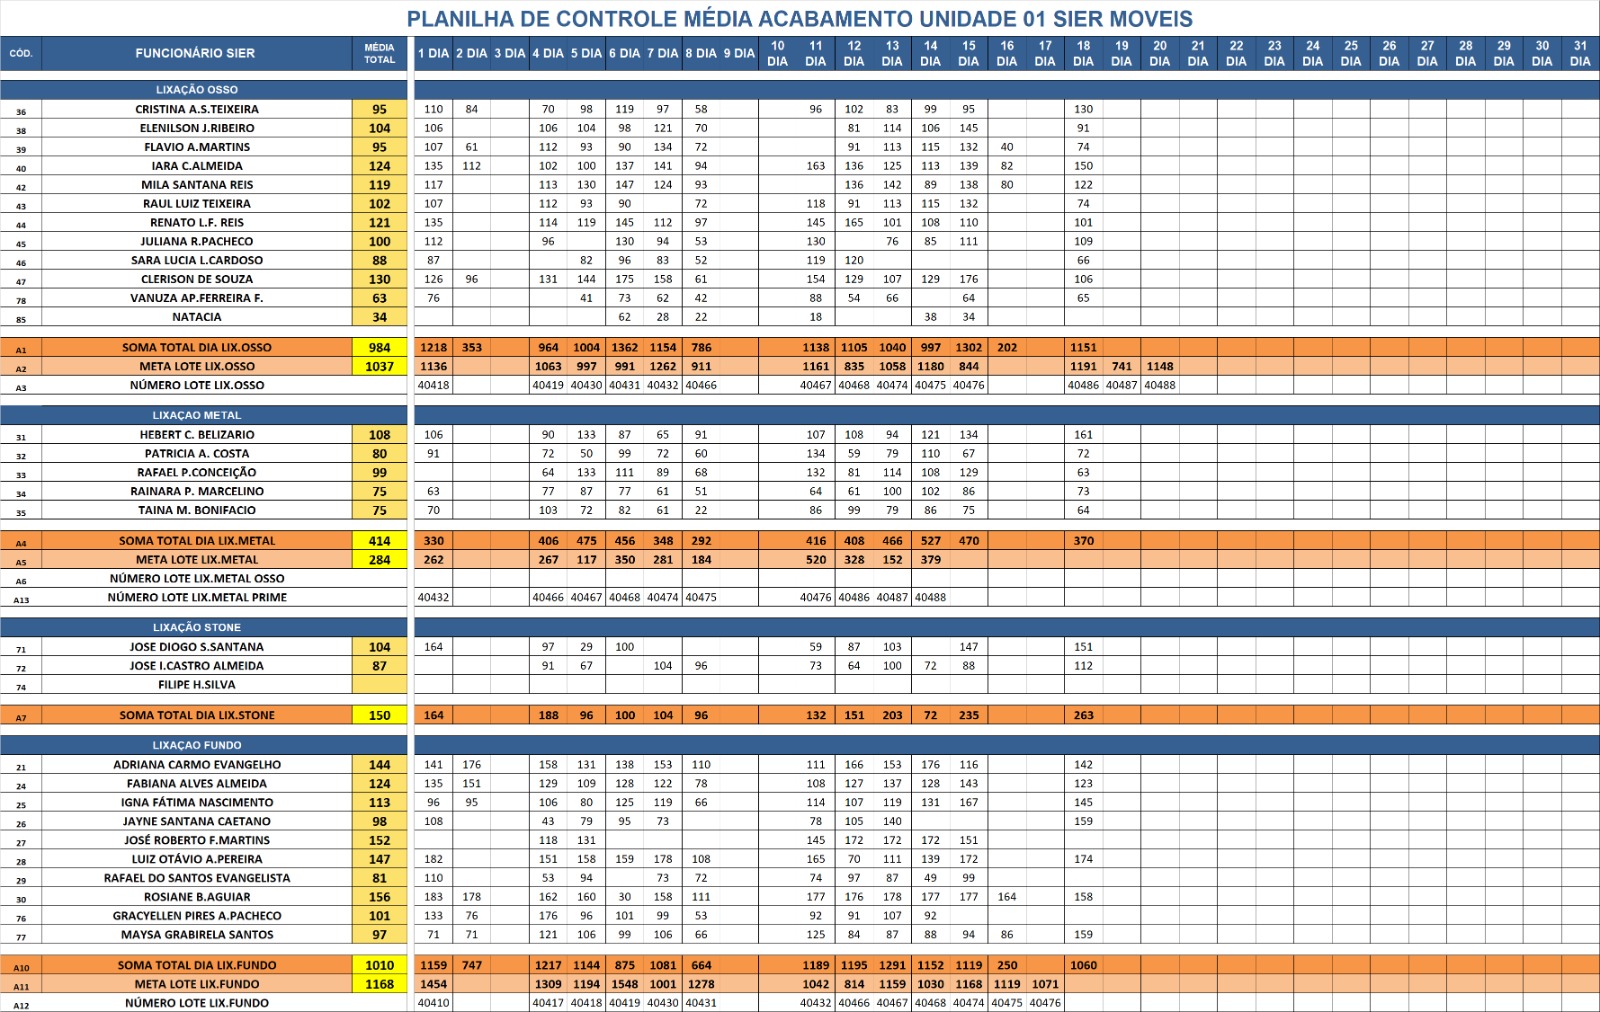 PLANILHA DE CONTROLE MÉDIA ACABAMENTO UNIDADE 01 SIER MOVEIS
CÓD. FUNCIONÁRIO SIER MÉDIA TOTAL 1 DIA 2 DIA 3 DIA 4 DIA 5 DIA 6 DIA 7 DIA 8 DIA 9 DIA 10 DIA 11 DIA 12 DIA 13 DIA 14 DIA 15 DIA 16 DIA 17 DIA 18 DIA 19 DIA 20 DIA 21 DIA 22 DIA 23 DIA 24 DIA 25 DIA 26 DIA 27 DIA 28 DIA 29 DIA 30 DIA 31 DIA
LIXAÇÃO OSSO
36 CRISTINA A.S.TEIXEIRA 95 110 84 70 98 119 97 58 96 102 83 99 95 130
38 ELENILSON J.RIBEIRO 104 106 106 104 98 121 70 81 114 106 145 91
39 FLAVIO A.MARTINS 95 107 61 112 93 90 134 72 91 113 115 132 40 74
40 IARA C.ALMEIDA 124 135 112 102 100 137 141 94 163 136 125 113 139 82 150
42 MILA SANTANA REIS 119 117 113 130 147 124 93 136 142 89 138 80 122
43 RAUL LUIZ TEIXEIRA 102 107 112 93 90 72 118 91 113 115 132 74
44 RENATO L.F. REIS 121 135 114 119 145 112 97 145 165 101 108 110 101
45 JULIANA R.PACHECO 100 112 96 130 94 53 130 76 85 111 109
46 SARA LUCIA L.CARDOSO 88 87 82 96 83 52 119 120 66
47 CLERISON DE SOUZA 130 126 96 131 144 175 158 61 154 129 107 129 176 106
78 VANUZA AP.FERREIRA F. 63 76 41 73 62 42 88 54 66 64 65
85 NATACIA 34 62 28 22 18 38 34
A1 SOMA TOTAL DIA LIX.OSSO 984 1218 353 964 1004 1362 1154 786 1138 1105 1040 997 1302 202 1151
A2 META LOTE LIX.OSSO 1037 1136 1063 997 991 1262 911 1161 835 1058 1180 844 1191 741 1148
A3 NÚMERO LOTE LIX.OSSO 40418 40419 40430 40431 40432 40466 40467 40468 40474 40475 40476 40486 40487 40488
LIXAÇAO METAL
31 HEBERT C. BELIZARIO 108 106 90 133 87 65 91 107 108 94 121 134 161
32 PATRICIA A. COSTA 80 91 72 50 99 72 60 134 59 79 110 67 72
33 RAFAEL P.CONCEIÇÃO 99 64 133 111 89 68 132 81 114 108 129 63
34 RAINARA P. MARCELINO 75 63 77 87 77 61 51 64 61 100 102 86 73
35 TAINA M. BONIFACIO 75 70 103 72 82 61 22 86 99 79 86 75 64
A4 SOMA TOTAL DIA LIX.METAL 414 330 406 475 456 348 292 416 408 466 527 470 370
A5 META LOTE LIX.METAL 284 262 267 117 350 281 184 520 328 152 379
A6 NÚMERO LOTE LIX.METAL OSSO
A13 NÚMERO LOTE LIX.METAL PRIME 40432 40466 40467 40468 40474 40475 40476 40486 40487 40488
LIXAÇÃO STONE
71 JOSE DIOGO S.SANTANA 104 164 97 29 100 59 87 103 147 151
72 JOSE I.CASTRO ALMEIDA 87 91 67 104 96 73 64 100 72 88 112
74 FILIPE H.SILVA
A7 SOMA TOTAL DIA LIX.STONE 150 164 188 96 100 104 96 132 151 203 72 235 263
LIXAÇAO FUNDO
21 ADRIANA CARMO EVANGELHO 144 141 176 158 131 138 153 110 111 166 153 176 116 142
24 FABIANA ALVES ALMEIDA 124 135 151 129 109 128 122 78 108 127 137 128 143 123
25 IGNA FÁTIMA NASCIMENTO 113 96 95 106 80 125 119 66 114 107 119 131 167 145
26 JAYNE SANTANA CAETANO 98 108 43 79 95 73 78 105 140 159
27 JOSÉ ROBERTO F.MARTINS 152 118 131 145 172 172 172 151
28 LUIZ OTÁVIO A.PEREIRA 147 182 151 158 159 178 108 165 70 111 139 172 174
29 RAFAEL DO SANTOS EVANGELISTA 81 110 53 94 73 72 74 97 87 49 99
30 ROSIANE B.AGUIAR 156 183 178 162 160 30 158 111 177 176 178 177 177 164 158
76 GRACYELLEN PIRES A.PACHECO 101 133 76 176 96 101 99 53 92 91 107 92
77 MAYSA GRABIRELA SANTOS 97 71 71 121 106 99 106 66 125 84 87 88 94 86 159
A10 SOMA TOTAL DIA LIX.FUNDO 1010 1159 747 1217 1144 875 1081 664 1189 1195 1291 1152 1119 250 1060
A11 META LOTE LIX.FUNDO 1168 1454 1309 1194 1548 1001 1278 1042 814 1159 1030 1168 1119 1071
A12 NÚMERO LOTE LIX.FUNDO 40410 40417 40418 40419 40430 40431 40432 40466 40467 40468 40474 40475 40476